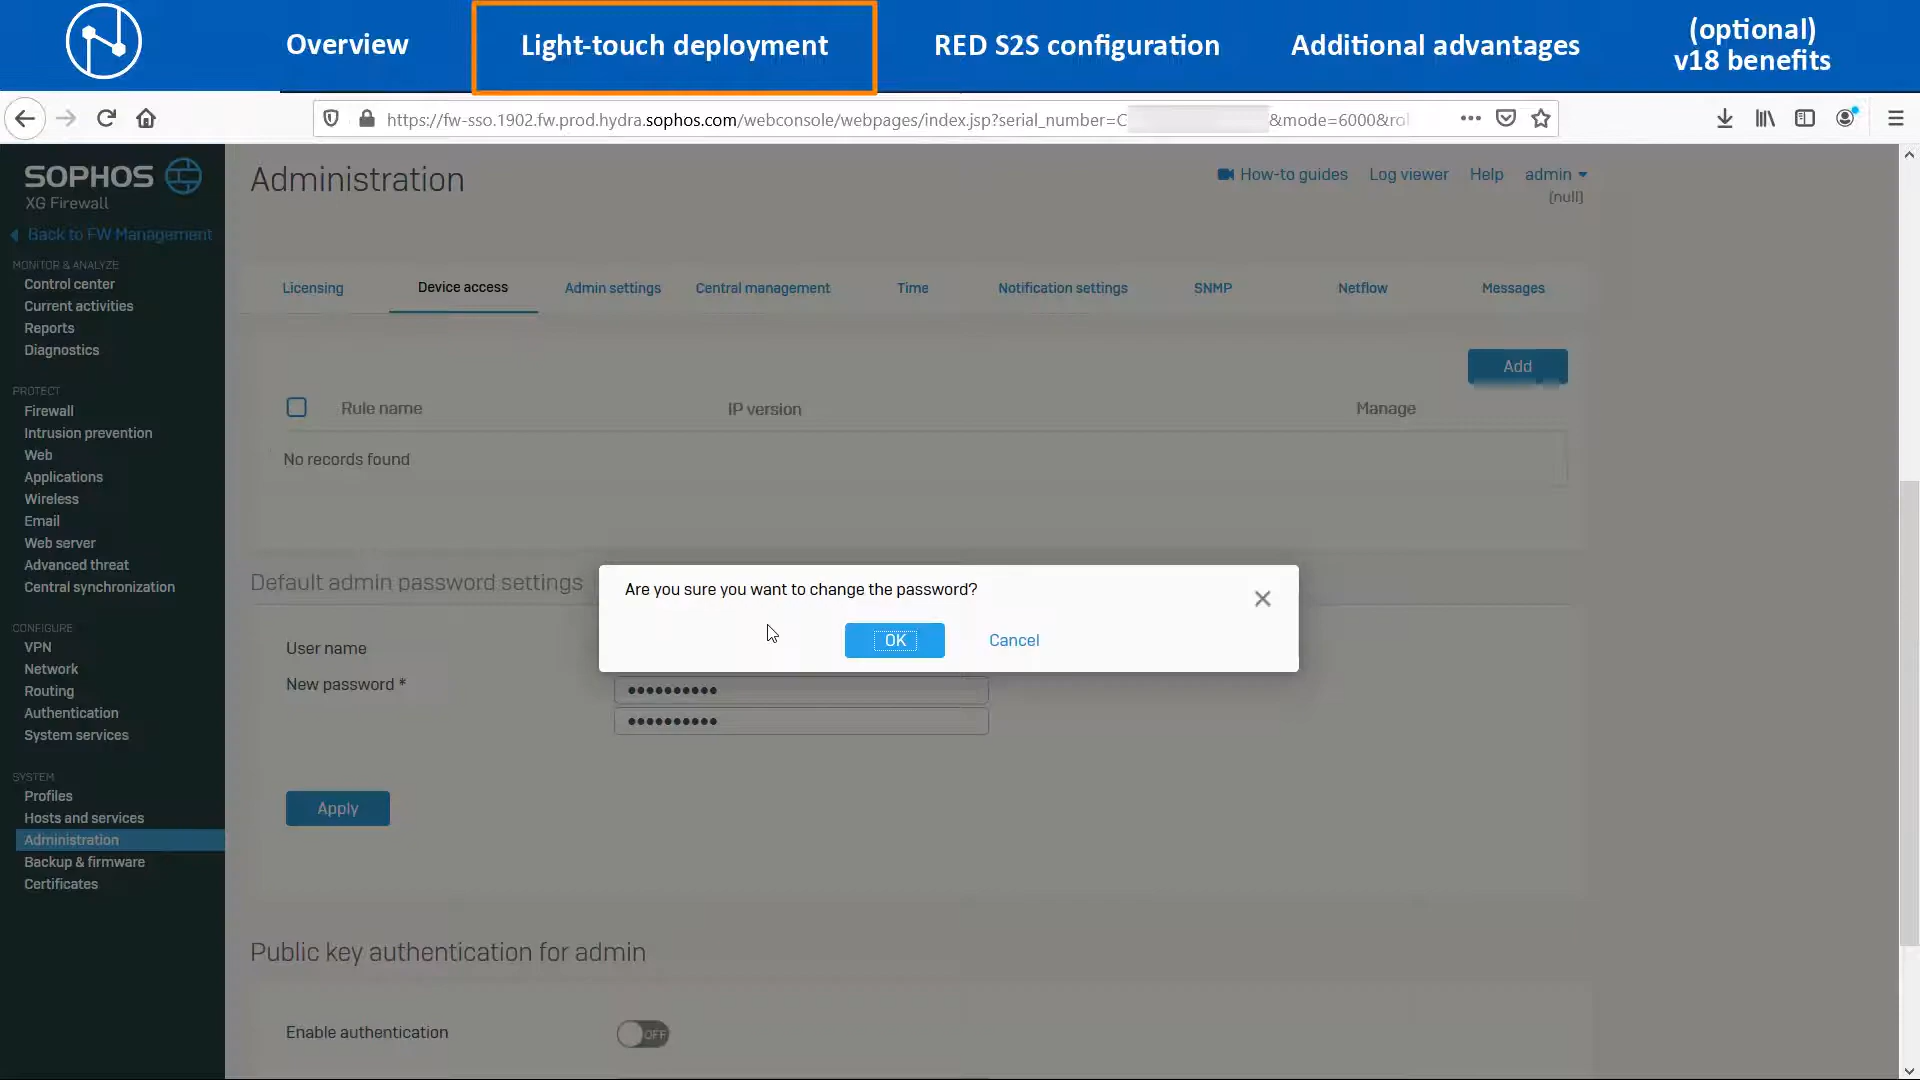 Overview
Light-touch deployment
RED S2S configuration
Additional advantages
(optional)
v18 benefits
https://fw-sso.1902.fw.prod.hydra.sophos.com/webconsole/webpages/index.jsp?serial_number=C
&mode=6000&rol
SOPHOS
XG Firewall
Back to FW Management
MONITOR & ANALYZE
Control center
Current activities
Reports
Diagnostics
PROTECT
Firewall
Intrusion prevention
Web
Applications
Wireless
Email
Web server
Advanced threat
Central synchronization
CONFIGURE
VPN
Network
Routing
Authentication
System services
SYSTEM
Profiles
Hosts and services
Administration
Backup & firmware
Certificates
Administration
How-to guides
Log viewer
Help
admin
(null)
Licensing
Device access
Admin settings
Central management
Time
Notification settings
SNMP
Netflow
Messages
Add
Rule name
IP version
Manage
No records found
Default admin password settings
Are you sure you want to change the password?
OK
Cancel
User name
New password *
Apply
Public key authentication for admin
Enable authentication
OFF